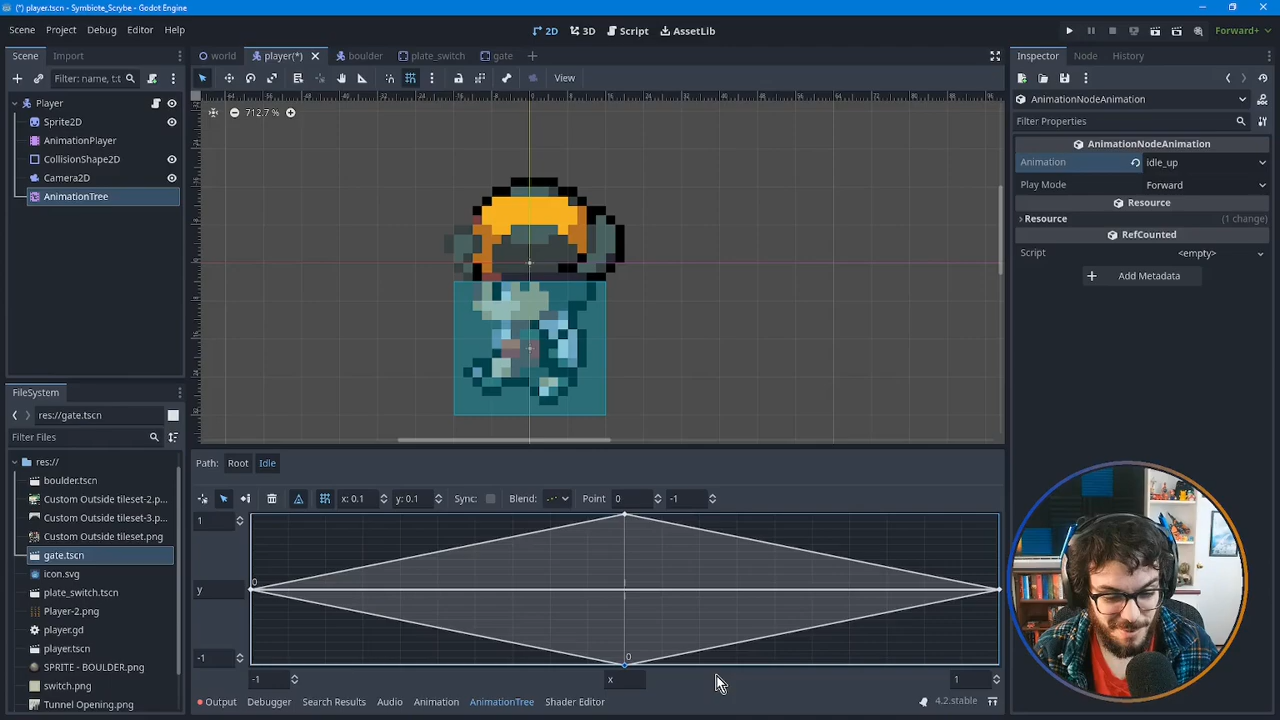 (*) player.tscn - Symbiote_Scrybe - Godot Engine
Scene Project Debug Editor Help
2D 3D Script AssetLib
Forward+
Scene Import
world player(*) boulder plate_switch gate
Inspector Node History
Filter: name, t:t
View
AnimationNodeAnimation
Filter Properties
Player
Sprite2D
AnimationPlayer
CollisionShape2D
Camera2D
AnimationTree
712.7 %
AnimationNodeAnimation
Animation idle_up
Play Mode Forward
Resource
Resource (1 change)
RefCounted
Script <empty>
Add Metadata
FileSystem
res://gate.tscn
Filter Files
res://
boulder.tscn
Custom Outside tileset-2.p...
Custom Outside tileset-3.p...
Custom Outside tileset.png
gate.tscn
icon.svg
plate_switch.tscn
Player-2.png
player.gd
player.tscn
SPRITE - BOULDER.png
switch.png
Tunnel Opening.png
Path: Root Idle
x: 0.1 y: 0.1 Sync: Blend: Point 0 -1
1
0
y
-1
0
-1 x 1
Output Debugger Search Results Audio Animation AnimationTree Shader Editor
4.2.stable